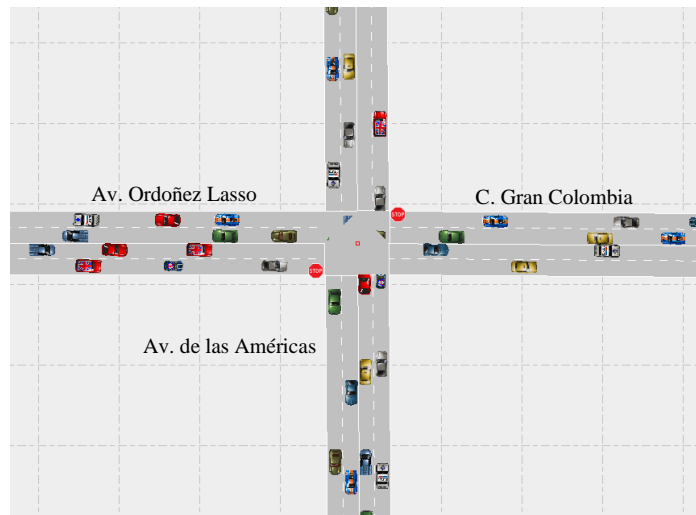 Av. Ordoñez Lasso
C. Gran Colombia
STOP
STOP
Av. de las Américas